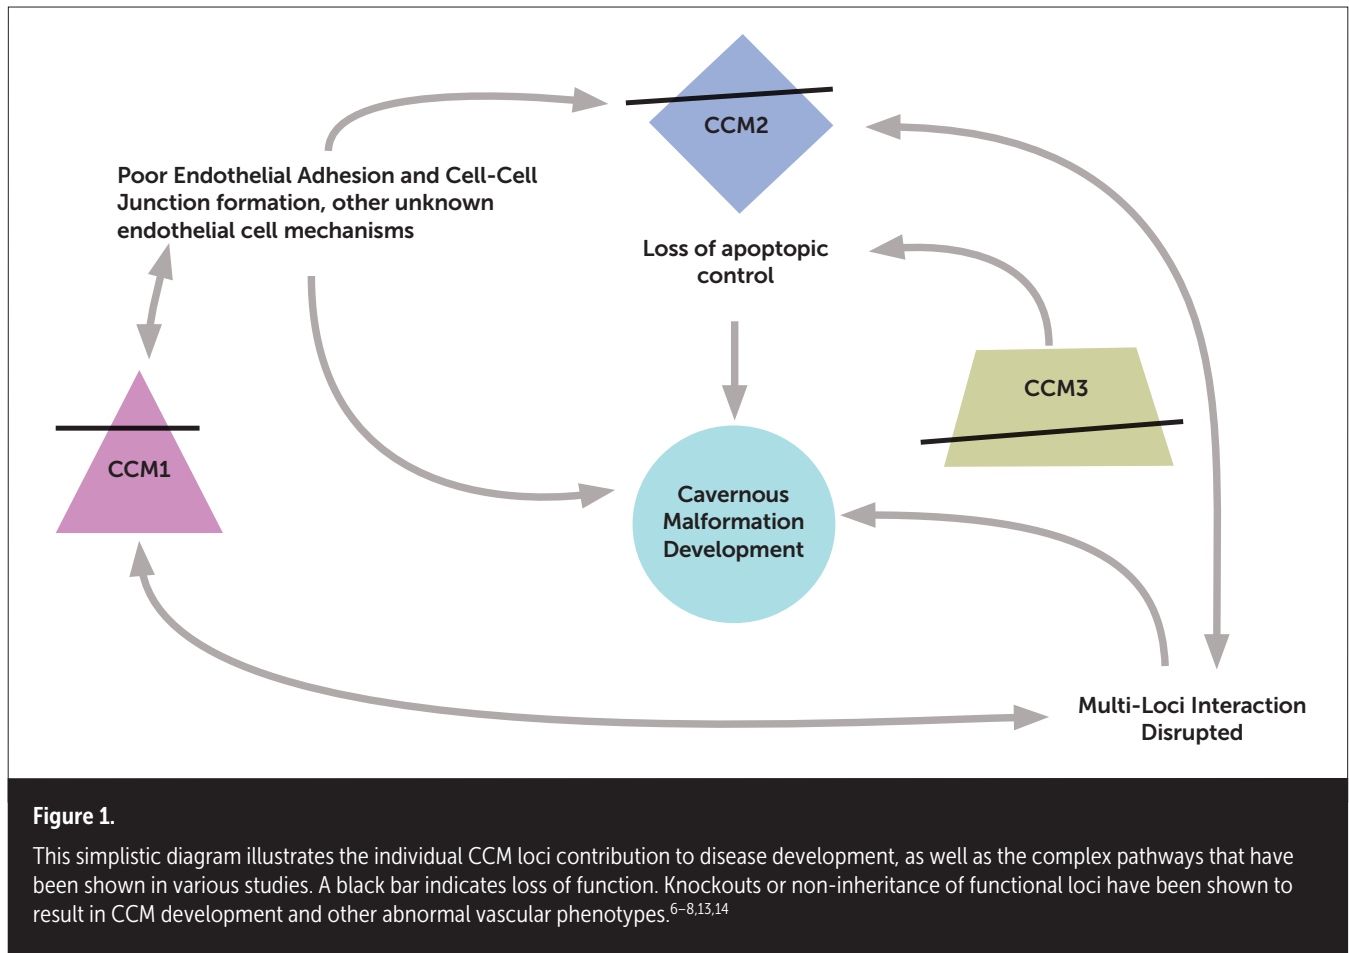 CCM2
Poor Endothelial Adhesion and Cell-Cell
Junction formation, other unknown
endothelial cell mechanisms
Loss of apoptopic
control
CCM3
CCM1
Cavernous
Malformation
Development
Multi-Loci Interaction
Disrupted
Figure 1.
This simplistic diagram illustrates the individual CCM loci contribution to disease development, as well as the complex pathways that have
been shown in various studies. A black bar indicates loss of function. Knockouts or non-inheritance of functional loci have been shown to
result in CCM development and other abnormal vascular phenotypes.6–8,13,14